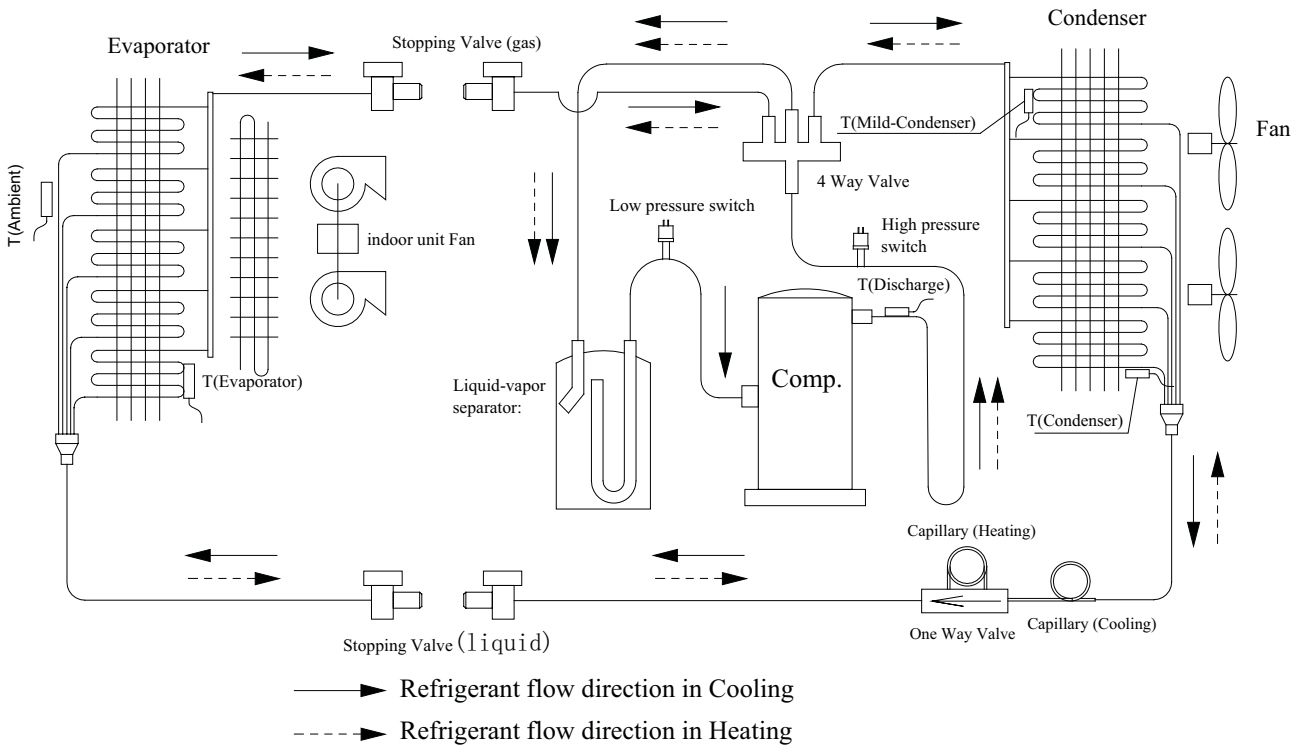 Condenser
Evaporator
Stopping Valve (gas)
T(Mild-Condenser)
Fan
4 Way Valve
T(Ambient)
Low pressure switch
High pressure
switch
indoor unit Fan
T(Discharge)
T(Evaporator)
Liquid-vapor
separator:
Comp.
T(Condenser)
Capillary (Heating)
One Way Valve
Capillary (Cooling)
Stopping Valve (liquid)
Refrigerant flow direction in Cooling
Refrigerant flow direction in Heating